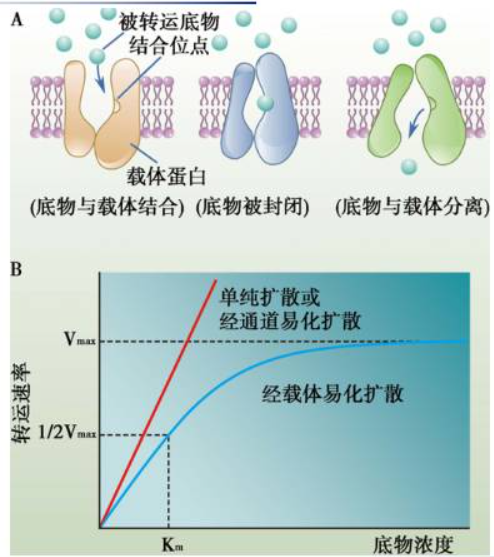 A
被转运底物
结合位点
载体蛋白
(底物与载体结合)
(底物被封闭)
(底物与载体分离)
B
单纯扩散或
经通道易化扩散
Vmax
经载体易化扩散
转运速率
1/2Vmax
Km
底物浓度